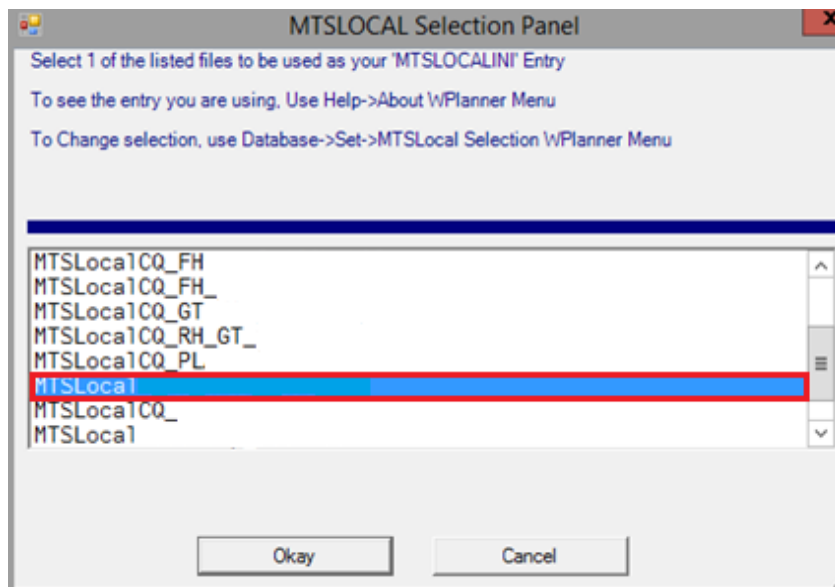 MTSLOCAL Selection Panel
Select 1 of the listed files to be used as your 'MTSLOCALINI' Entry
To see the entry you are using, Use Help->About WPlanner Menu
To Change selection, use Database->Set->MTSLocal Selection WPlanner Menu
MTSLocalCQ_FH
MTSLocalCQ_FH_
MTSLocalCQ_GT
MTSLocalCQ_RH_GT_
MTSLocalCQ_PL
MTSLocal
MTSLocalCQ_
MTSLocal
Okay Cancel